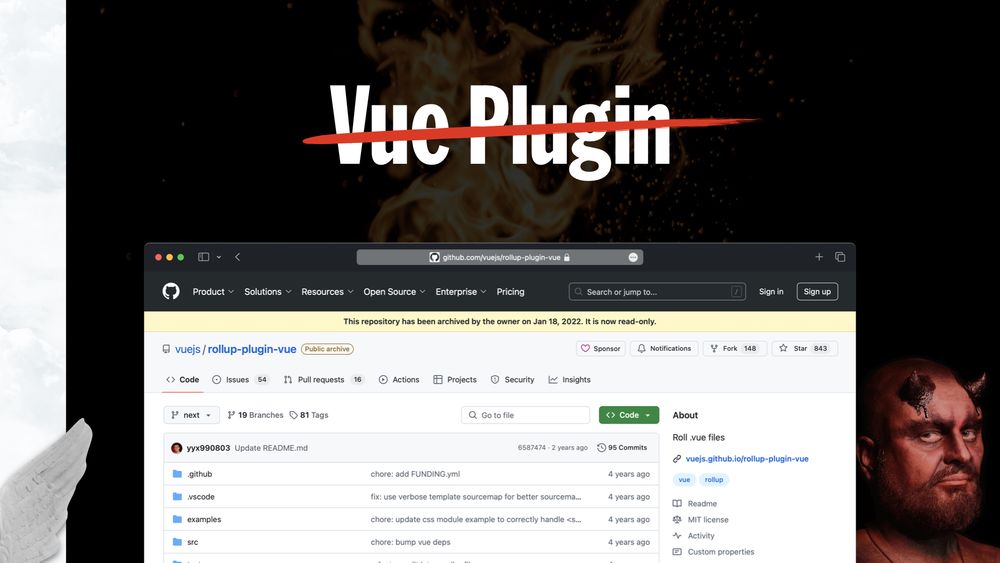 Vue Plugin
github.com/vuejs/rollup-plugin-vue
Product Solutions Resources Open Source Enterprise Pricing Search or jump to... / Sign in Sign up
This repository has been archived by the owner on Jan 18, 2022. It is now read-only.
vuejs/rollup-plugin-vue Public archive Sponsor Notifications Fork 148 Star 843
Code Issues 54 Pull requests 16 Actions Projects Security Insights
next 19 Branches 81 Tags Go to file Code
yyx990803 Update README.md 6587474 · 2 years ago 95 Commits
.github chore: add FUNDING.yml 4 years ago
.vscode fix: use verbose template sourcemap for better sourcema... 4 years ago
examples chore: update css module example to correctly handle <s... 4 years ago
src chore: bump vue deps 4 years ago
About
Roll .vue files
vuejs.github.io/rollup-plugin-vue
vue rollup
Readme
MIT license
Activity
Custom properties